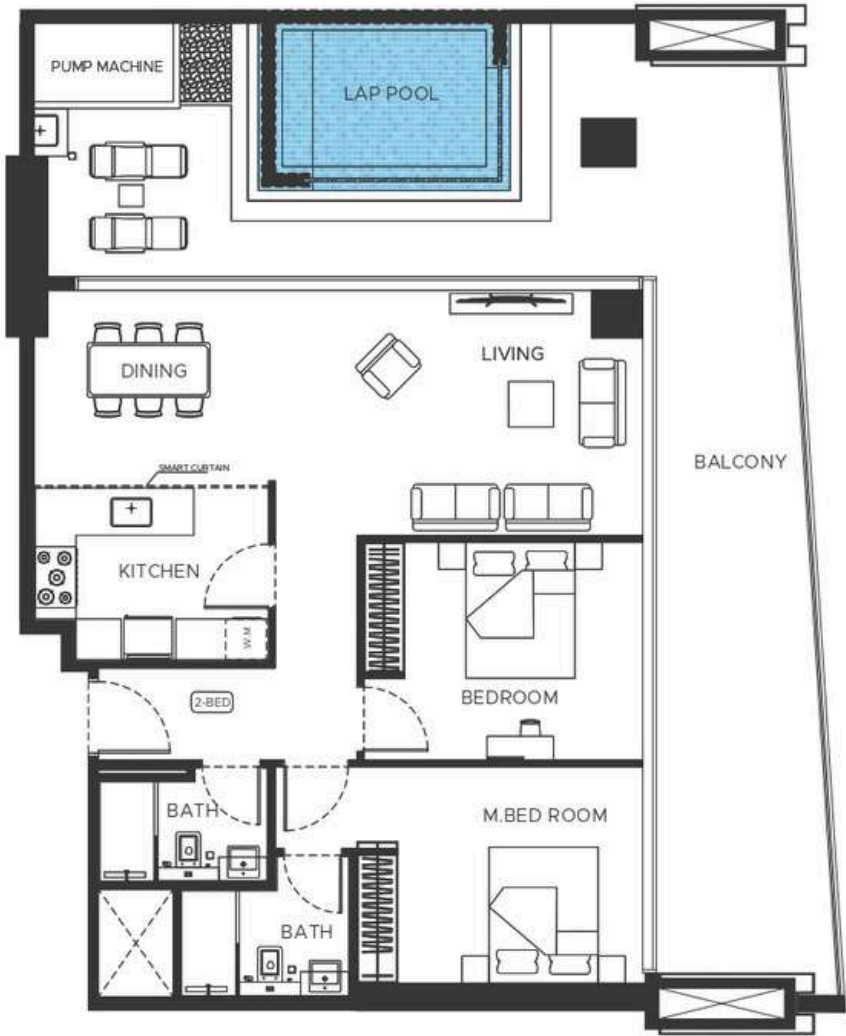 PUMP MACHINE
LAP POOL
DINING
LIVING
BALCONY
SMART CURTAIN
KITCHEN
W.M
2-BED
BEDROOM
BATH
M.BED ROOM
BATH